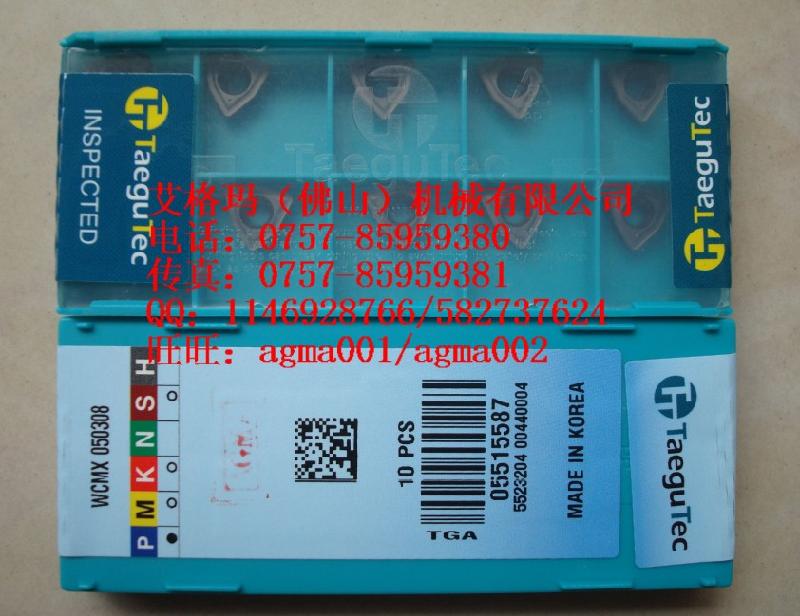 TaeguTec
INSPECTED
TaeguTec
TaeguTec
艾格玛（佛山）机械有限公司
电话：0757-85959380
传真：0757-85959381
QQ：1146928766/582737624
旺旺：agma001/agma002
WCMX 050308
P M K N S H
10 PCS
TGA
05515587
5523204 00440004
MADE IN KOREA
TaeguTec